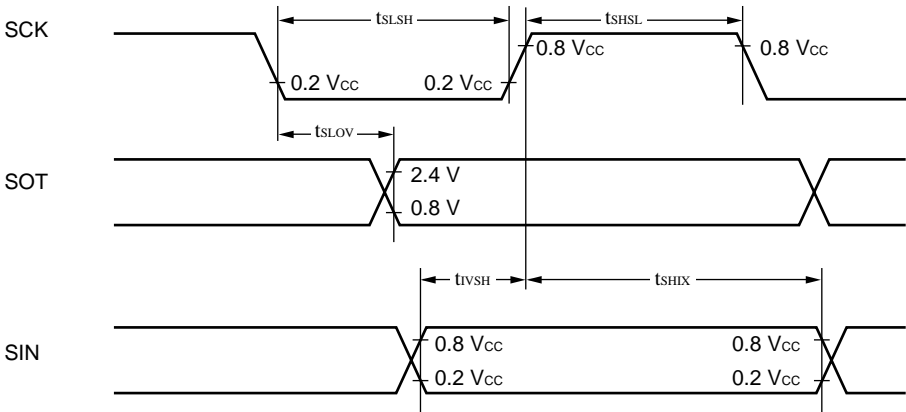 tSLSH tSHSL
SCK
0.8 VCC 0.8 VCC
0.2 VCC 0.2 VCC
tSLOV
SOT
2.4 V
0.8 V
tIVSH tSHIX
SIN
0.8 VCC 0.8 VCC
0.2 VCC 0.2 VCC